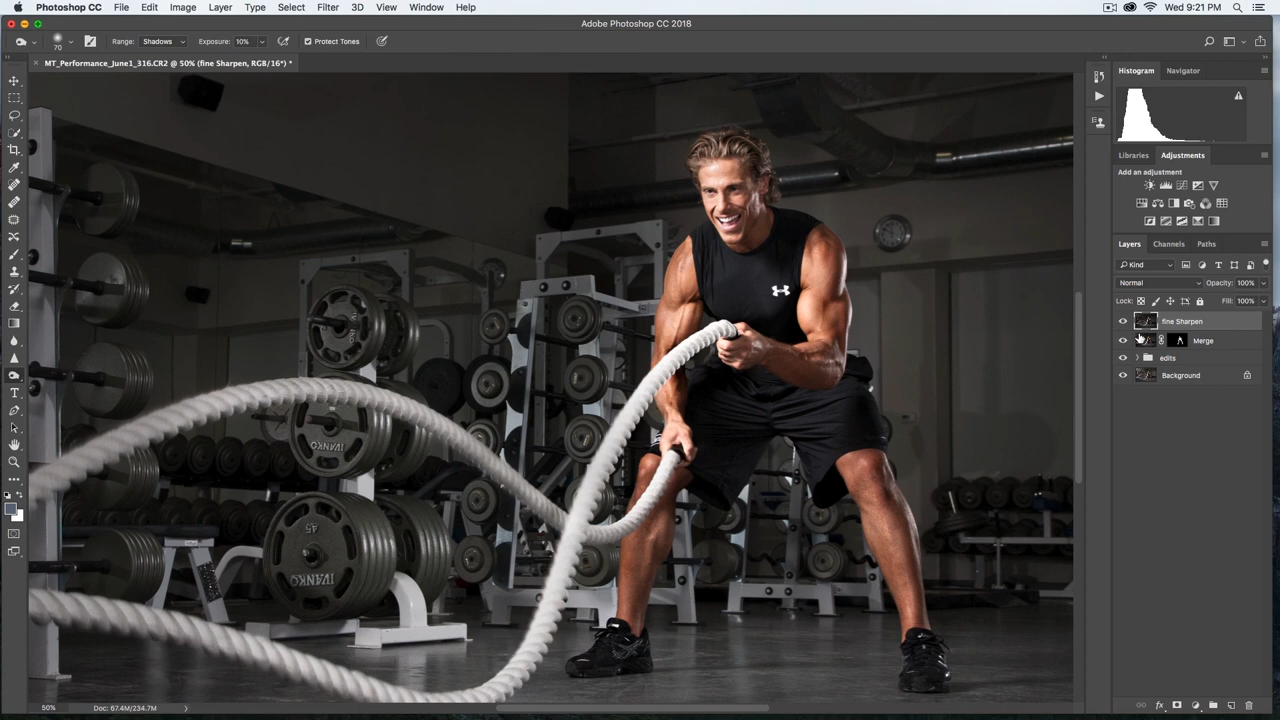 Photoshop CC File Edit Image Layer Type Select Filter 3D View Window Help Wed 9:21 PM
Adobe Photoshop CC 2018
70 Range: Shadows Exposure: 10% Protect Tones
MT_Performance_June1_316.CR2 @ 50% (fine Sharpen, RGB/16*) *
Histogram Navigator
Libraries Adjustments
Add an adjustment
Layers Channels Paths
Kind
Normal Opacity: 100%
Lock: Fill: 100%
fine Sharpen
Merge
edits
Background
IVANKO
45
IVANKO
50% Doc: 67.4M/234.7M
fx